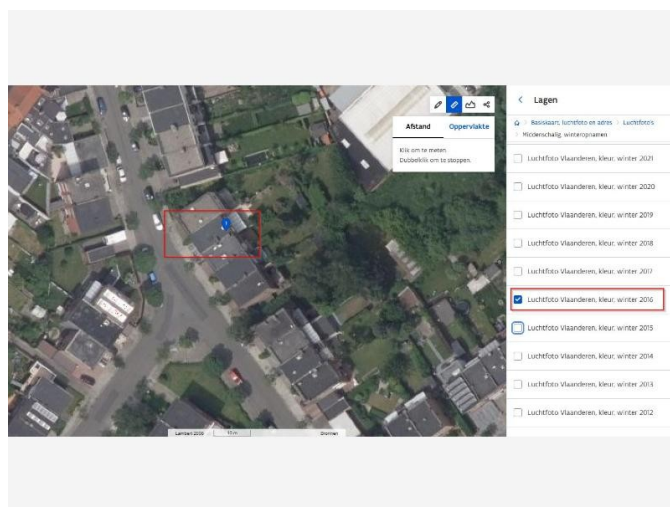 Afstand Oppervlakte
Klik om te meten.
Dubbelklik om te stoppen.
Lagen
Basiskaart, luchtfoto en adres > Luchtfoto's
> Middenschalig, winteropnamen
Luchtfoto Vlaanderen, kleur, winter 2021
Luchtfoto Vlaanderen, kleur, winter 2020
Luchtfoto Vlaanderen, kleur, winter 2019
Luchtfoto Vlaanderen, kleur, winter 2018
Luchtfoto Vlaanderen, kleur, winter 2017
Luchtfoto Vlaanderen, kleur, winter 2016
Luchtfoto Vlaanderen, kleur, winter 2015
Luchtfoto Vlaanderen, kleur, winter 2014
Luchtfoto Vlaanderen, kleur, winter 2013
Luchtfoto Vlaanderen, kleur, winter 2012
10 m Bronnen